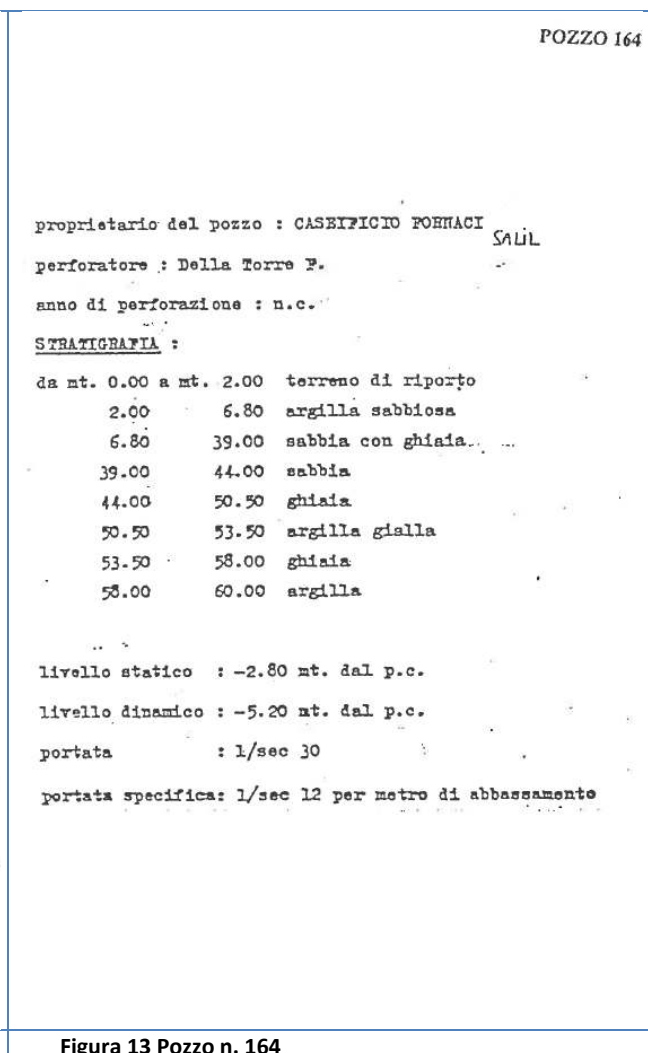 POZZO 164
proprietario del pozzo : CASEIFICIO FORNACI
SALIL
perforatore : Della Torre P.
anno di perforazione : n.c.
STRATIGRAFIA :
da mt. 0.00 a mt. 2.00 terreno di riporto
2.00 6.80 argilla sabbiosa
6.80 39.00 sabbia con ghiaia
39.00 44.00 sabbia
44.00 50.50 ghiaia
50.50 53.50 argilla gialla
53.50 58.00 ghiaia
58.00 60.00 argilla
livello statico : -2.80 mt. dal p.c.
livello dinamico : -5.20 mt. dal p.c.
portata : l/sec 30
portata specifica: l/sec 12 per metro di abbassamento
Figura 13 Pozzo n. 164